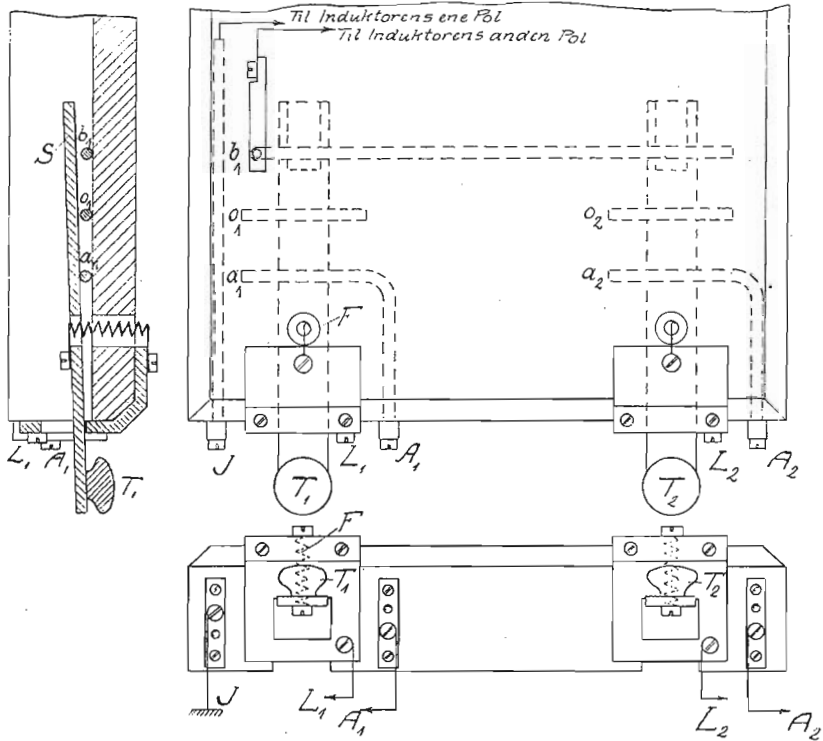 Til Induktorens ene Pol
Til Induktorens anden Pol
b1
S
o1
a1
b1
o1
o2
a1
a2
F
L1 A1
T1
J
L1
A1
T1
L2
A2
T2
F
T1
T2
J
L1
A1
L2
A2